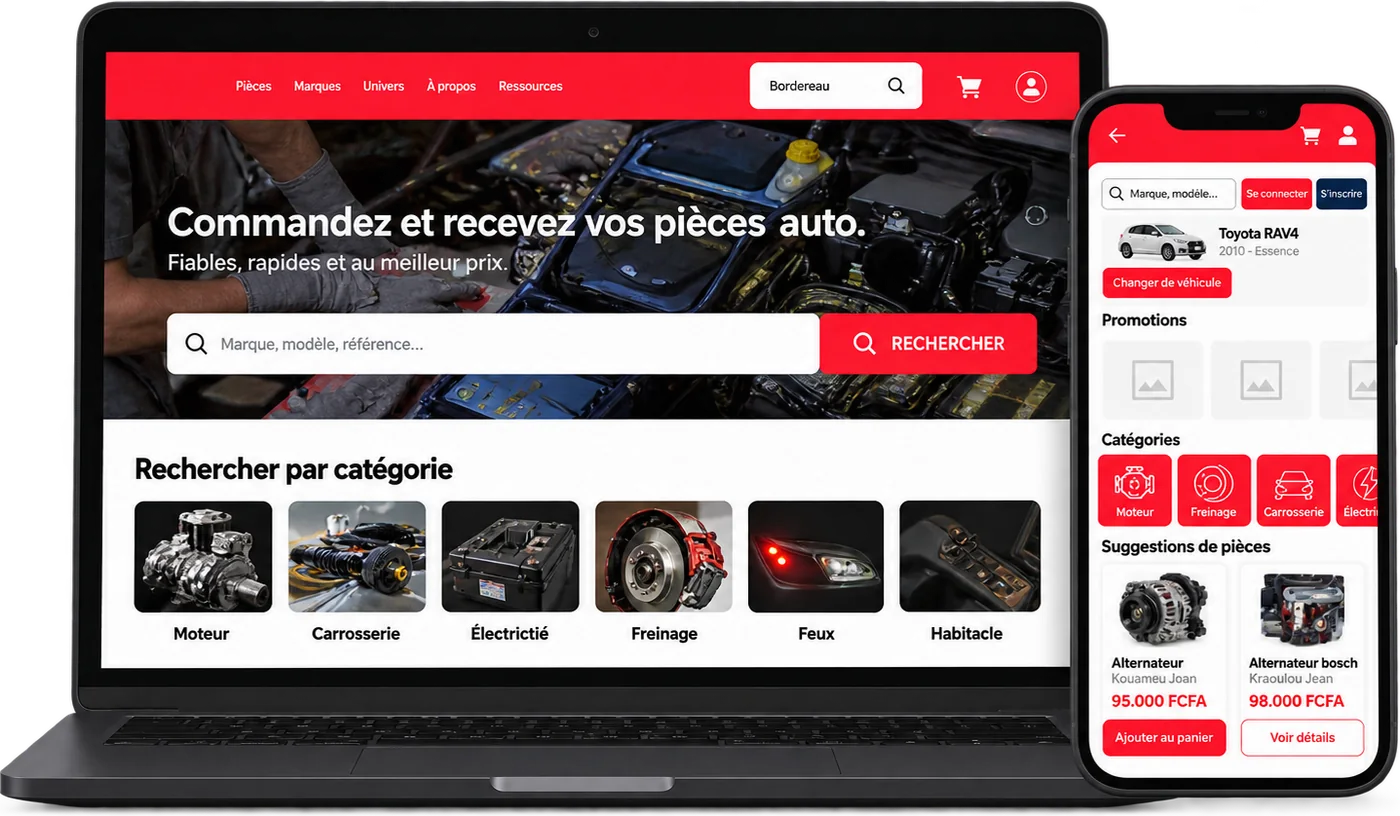 Pièces Marques Univers À propos Ressources Bordereau
Commandez et recevez vos pièces auto.
Fiables, rapides et au meilleur prix.
Marque, modèle, référence...
RECHERCHER
Rechercher par catégorie
Moteur Carrosserie Électrictié Freinage Feux Habitacle
Marque, modèle... Se connecter S'inscrire
Toyota RAV4
2010 - Essence
Changer de véhicule
Promotions
Catégories
Moteur Freinage Carrosserie Électri
Suggestions de pièces
Alternateur
Kouameu Joan
95.000 FCFA
Ajouter au panier
Alternateur bosch
Kraoulou Jean
98.000 FCFA
Voir détails